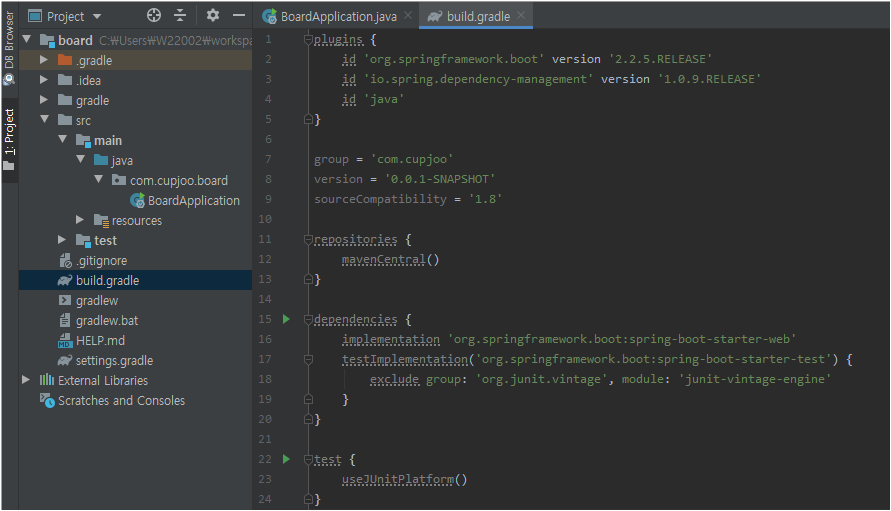 Project
BoardApplication.java
build.gradle
DB Browser
1: Project
board C:₩Users₩W22002₩workspa
.gradle
.idea
gradle
src
main
java
com.cupjoo.board
BoardApplication
resources
test
.gitignore
build.gradle
gradlew
gradlew.bat
HELP.md
settings.gradle
External Libraries
Scratches and Consoles
1 plugins {
2 id 'org.springframework.boot' version '2.2.5.RELEASE'
3 id 'io.spring.dependency-management' version '1.0.9.RELEASE'
4 id 'java'
5 }
6
7 group = 'com.cupjoo'
8 version = '0.0.1-SNAPSHOT'
9 sourceCompatibility = '1.8'
10
11 repositories {
12 mavenCentral()
13 }
14
15 dependencies {
16 implementation 'org.springframework.boot:spring-boot-starter-web'
17 testImplementation('org.springframework.boot:spring-boot-starter-test') {
18 exclude group: 'org.junit.vintage', module: 'junit-vintage-engine'
19 }
20 }
21
22 test {
23 useJUnitPlatform()
24 }